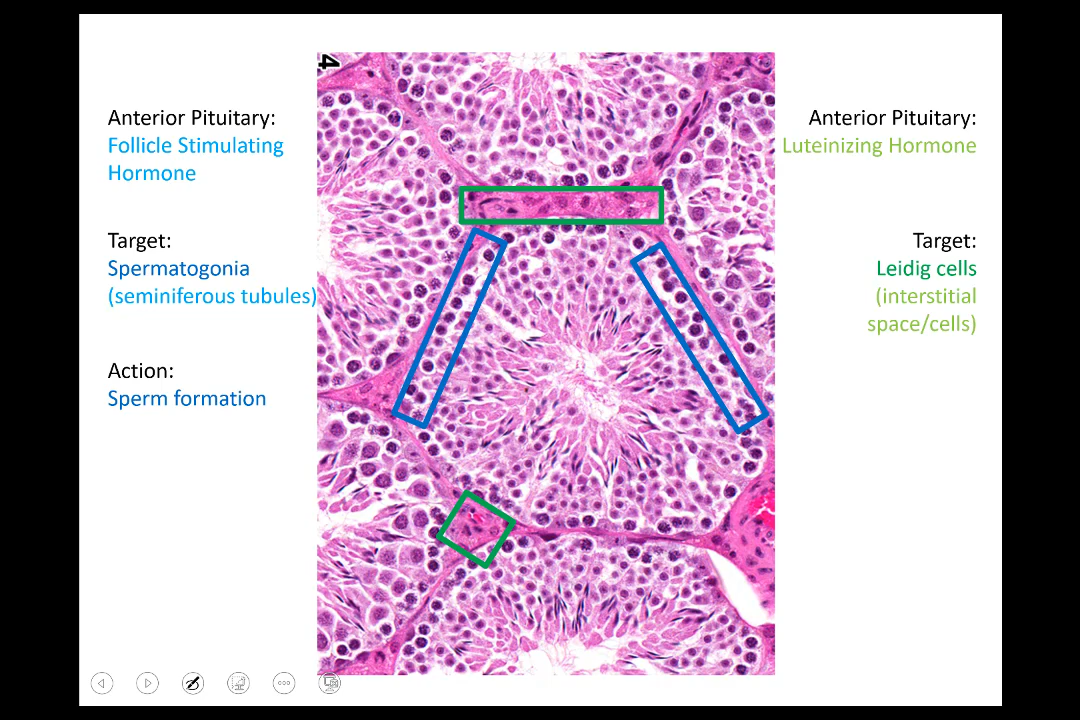 4
Anterior Pituitary:
Follicle Stimulating
Hormone
Target:
Spermatogonia
(seminiferous tubules)
Action:
Sperm formation
Anterior Pituitary:
Luteinizing Hormone
Target:
Leidig cells
(interstitial
space/cells)